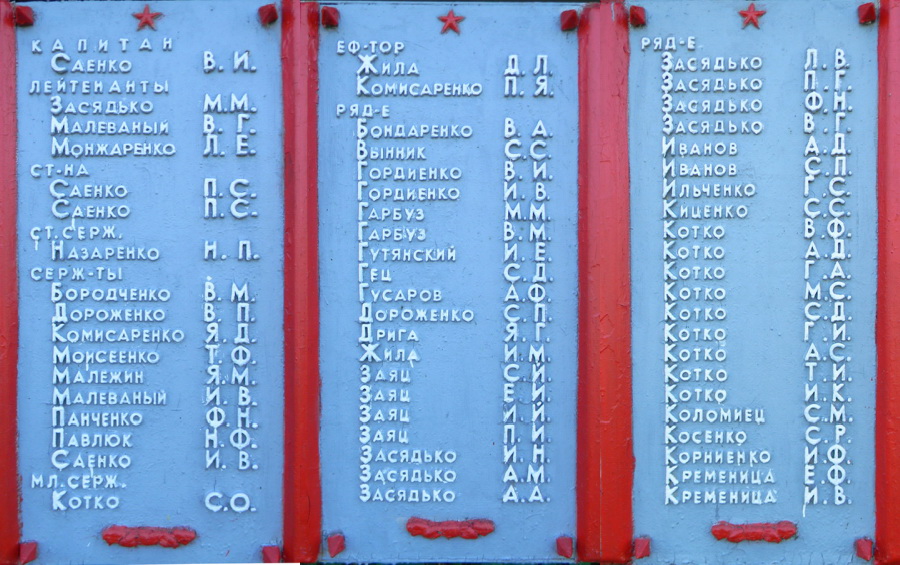 КАПИТАН
Саенко В. И.
ЛЕЙТЕНАНТЫ
Засядько М.М.
Малеваный В. Г.
Монжаренко Л. Е.
СТ-НА
Саенко П. С.
Саенко П. С.
СТ. СЕРЖ.
Назаренко Н. П.
СЕРЖ-ТЫ
Бородченко В. М.
Дороженко В. П.
Комисаренко Я. Д.
Моисеенко Т. Ф.
Малежин Я. М.
Малеваный И. В.
Панченко Ф. Н.
Павлюк Н. Ф.
Саенко И. В.
МЛ. СЕРЖ.
Котко С.О.
ЕФ-ТОР
Жила Д. Л.
Комисаренко П. Я.
РЯД-Е
Бондаренко В. А.
Вынник С. С.
Гордиенко В. И.
Гордиенко И. В.
Гарбуз М. М.
Гарбуз В. М.
Гутянский И. Е.
Гец С. Д.
Гусаров А. Ф.
Дороженко С. П.
Дрига Я. Г.
Жила И. М.
Заяц С. И.
Заяц Е. И.
Заяц И. И.
Заяц П. И.
Засядько И. Н.
Засядько А. М.
Засядько А. А.
РЯД-Е
Засядько Л. В.
Засядько П. Г.
Засядько Ф. Н.
Засядько В. Г.
Иванов А. Д.
Иванов С. П.
Ильченко Г. С.
Киценко С. С.
Котко В. Ф.
Котко А. Д.
Котко Г. А.
Котко М. С.
Котко С. Д.
Котко Г. И.
Котко А. С.
Котко Т. И.
Котко И. К.
Коломиец С. М.
Косенко С. Р.
Корниенко И. Ф.
Кременица Е. Ф.
Кременица И. В.